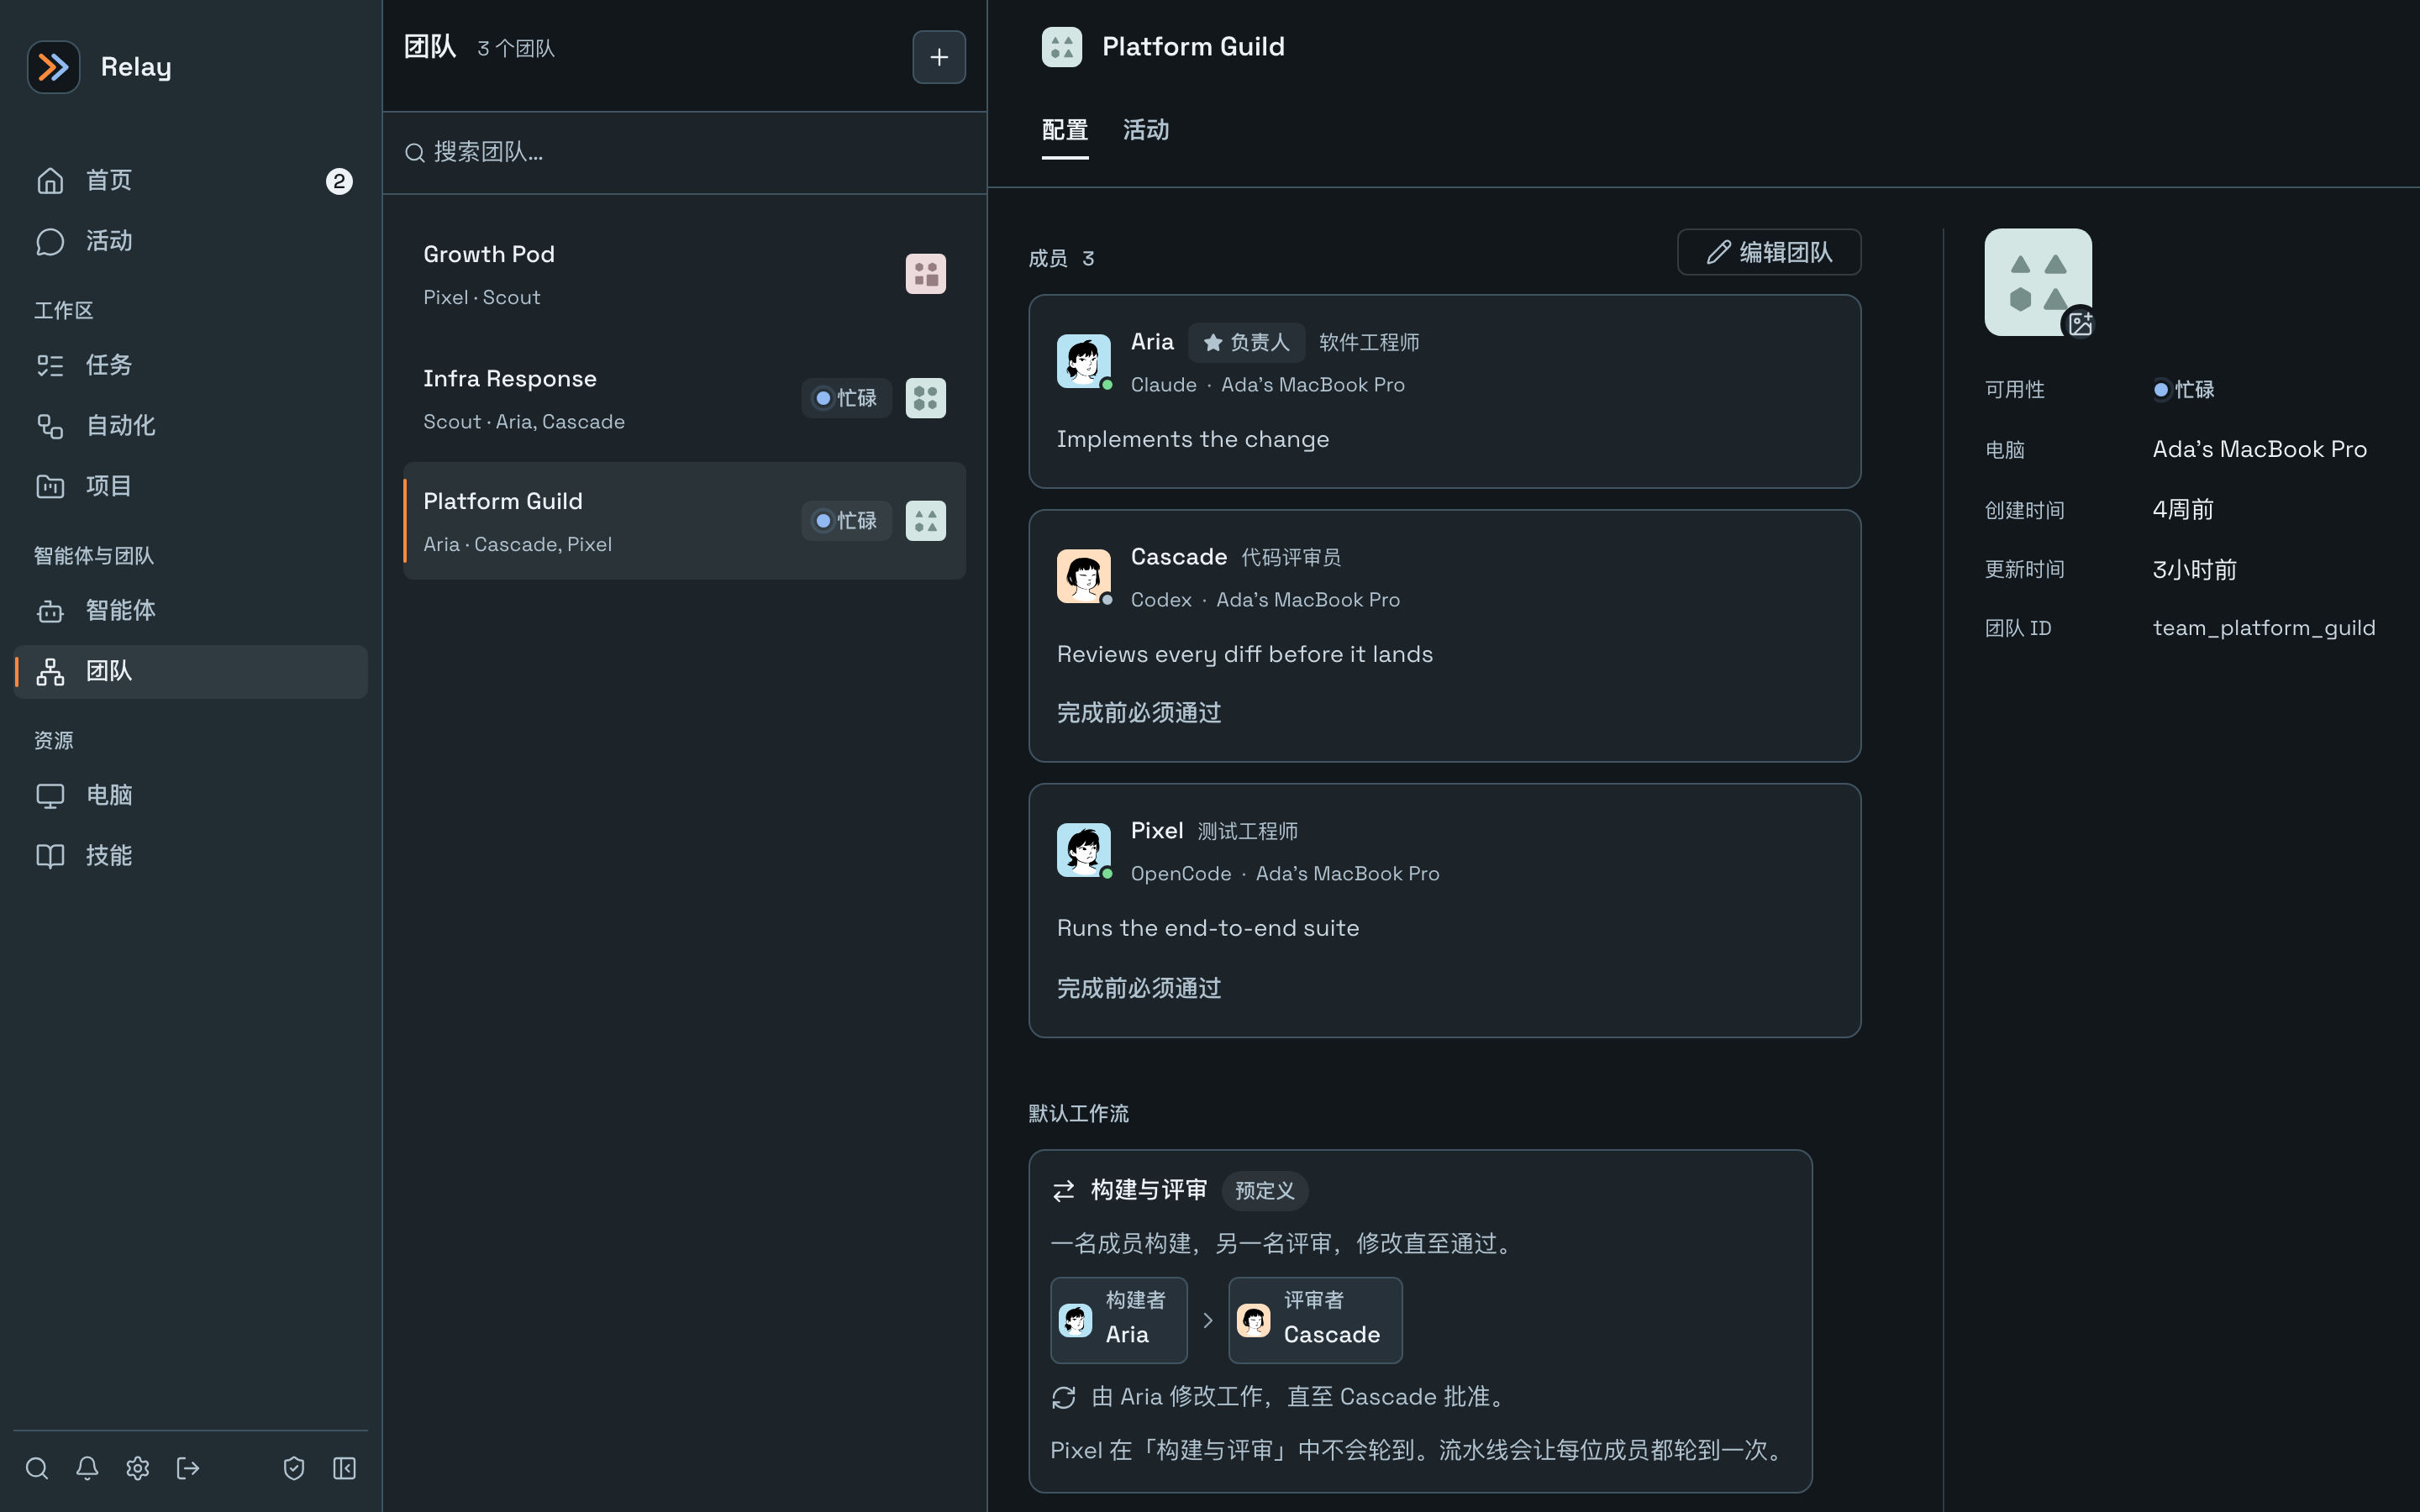 Relay
首页
2
活动
工作区
任务
自动化
项目
智能体与团队
智能体
团队
资源
电脑
技能
团队 3 个团队
搜索团队...
Growth Pod
Pixel · Scout
Infra Response
忙碌
Scout · Aria, Cascade
Platform Guild
忙碌
Aria · Cascade, Pixel
Platform Guild
配置 活动
成员 3
编辑团队
Aria 负责人 软件工程师
Claude · Ada's MacBook Pro
Implements the change
Cascade 代码评审员
Codex · Ada's MacBook Pro
Reviews every diff before it lands
完成前必须通过
Pixel 测试工程师
OpenCode · Ada's MacBook Pro
Runs the end-to-end suite
完成前必须通过
默认工作流
构建与评审 预定义
一名成员构建，另一名评审，修改直至通过。
构建者
Aria
评审者
Cascade
由 Aria 修改工作，直至 Cascade 批准。
Pixel 在「构建与评审」中不会轮到。流水线会让每位成员都轮到一次。
可用性 忙碌
电脑 Ada's MacBook Pro
创建时间 4周前
更新时间 3小时前
团队 ID team_platform_guild